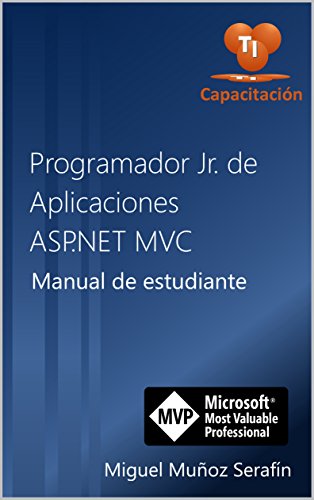 TI
Capacitación
Programador Jr. de
Aplicaciones
ASP.NET MVC
Manual de estudiante
MVP
Microsoft®
Most Valuable
Professional
Miguel Muñoz Serafín